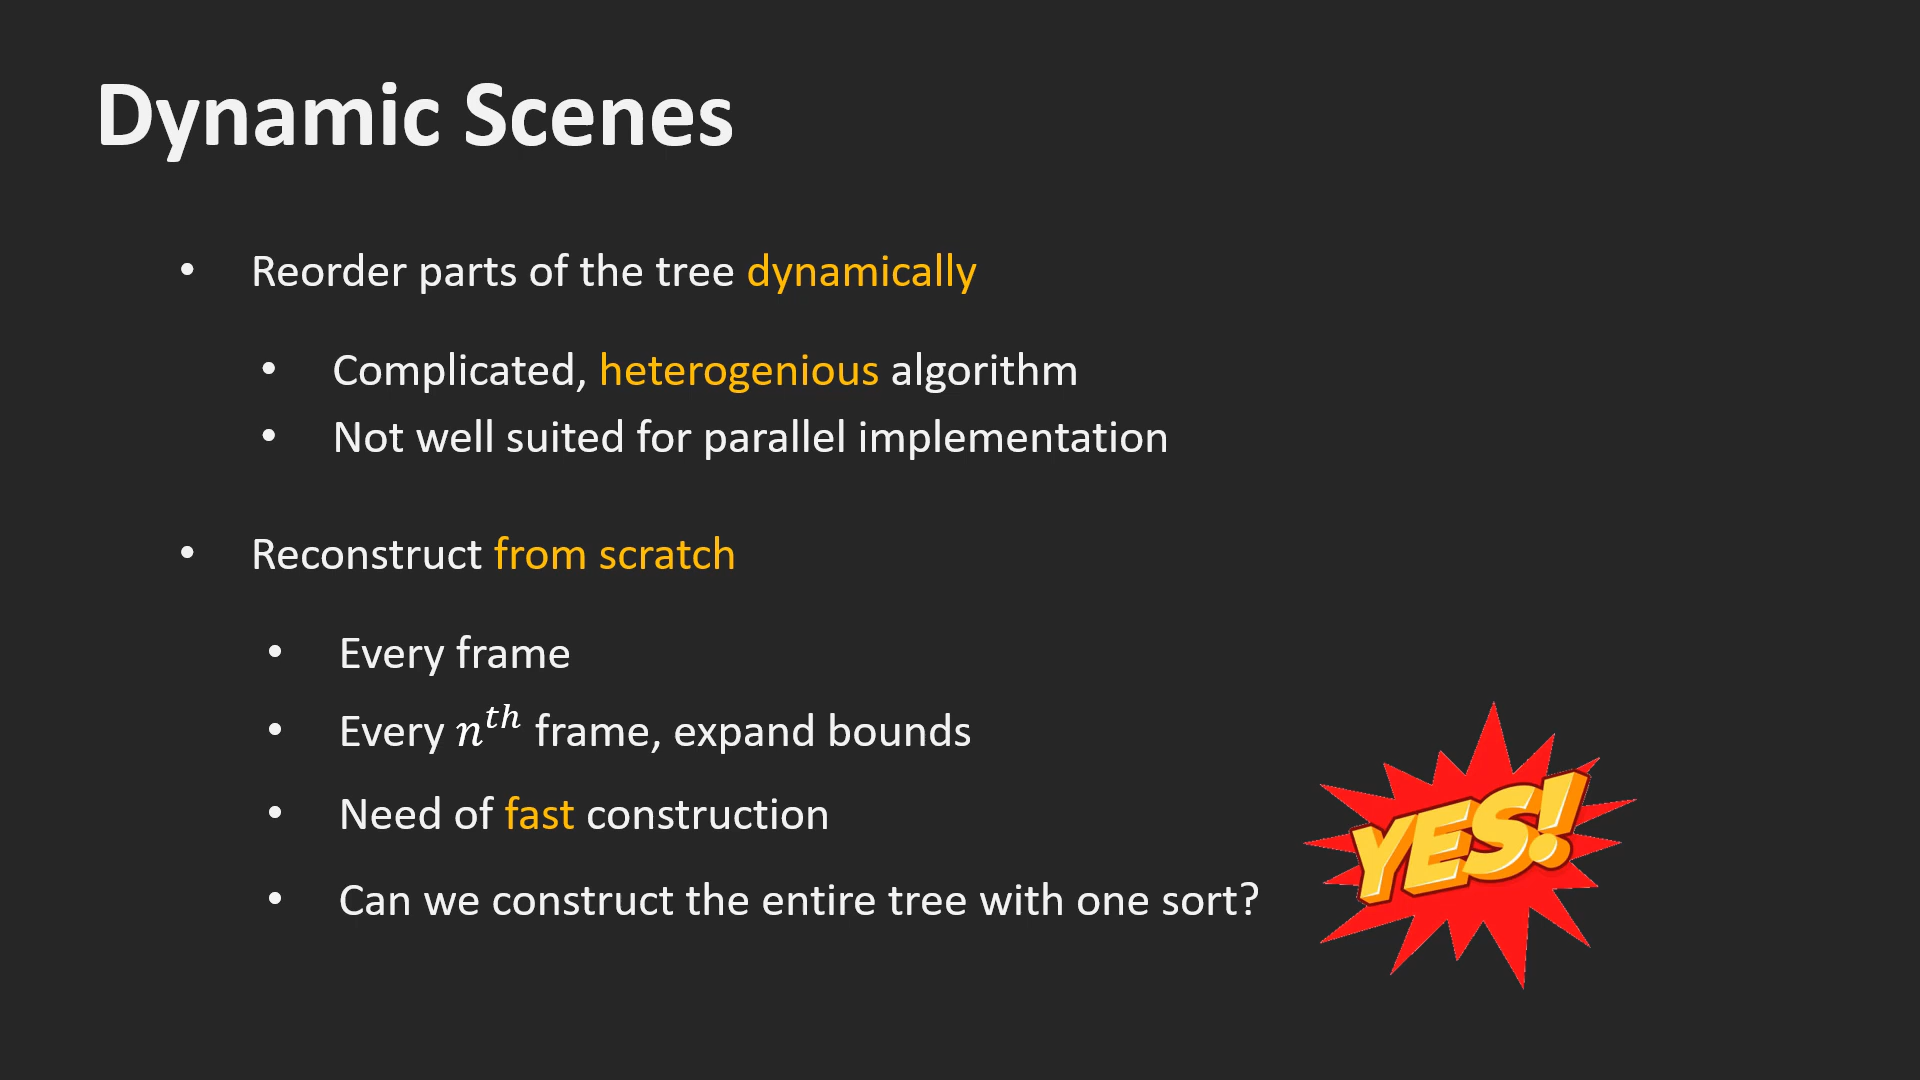 Dynamic Scenes
• Reorder parts of the tree dynamically
• Complicated, heterogenious algorithm
• Not well suited for parallel implementation
• Reconstruct from scratch
• Every frame
• Every nᵗʰ frame, expand bounds
• Need of fast construction
• Can we construct the entire tree with one sort?
YES!